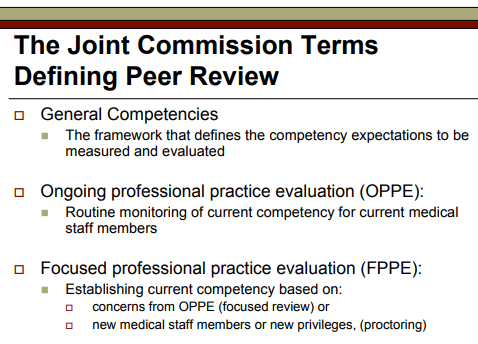 The Joint Commission Terms
Defining Peer Review
General Competencies
The framework that defines the competency expectations to be
measured and evaluated
Ongoing professional practice evaluation (OPPE):
Routine monitoring of current competency for current medical
staff members
Focused professional practice evaluation (FPPE):
Establishing current competency based on:
concerns from OPPE (focused review) or
new medical staff members or new privileges, (proctoring)